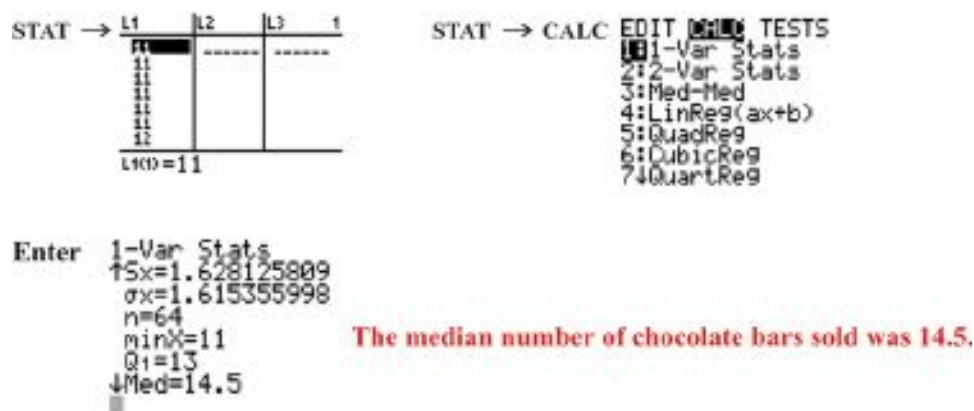 STAT → L1 L2 L3 1
11 ------ ------
11
11
11
11
11
12
L1(1)=11
STAT → CALC EDIT CALC TESTS
1:1-Var Stats
2:2-Var Stats
3:Med-Med
4:LinReg(ax+b)
5:QuadReg
6:CubicReg
7↓QuartReg
Enter 1-Var Stats
↑Sx=1.628125809
σx=1.615355998
n=64
minX=11
Q1=13
↓Med=14.5
The median number of chocolate bars sold was 14.5.